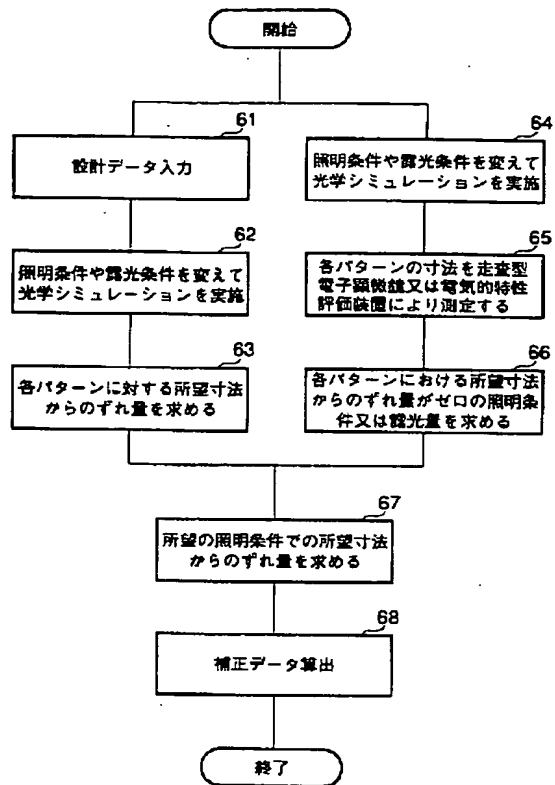 開始
61
設計データ入力
62
照明条件や露光条件を変えて
光学シミュレーションを実施
63
各パターンに対する所望寸法
からのずれ量を求める
64
照明条件や露光条件を変えて
光学シミュレーションを実施
65
各パターンの寸法を走査型
電子顕微鏡又は電気的特性
評価装置により測定する
66
各パターンにおける所望寸法
からのずれ量がゼロの照明条
件又は露光量を求める
67
所望の照明条件での所望寸法
からのずれ量を求める
68
補正データ算出
終了